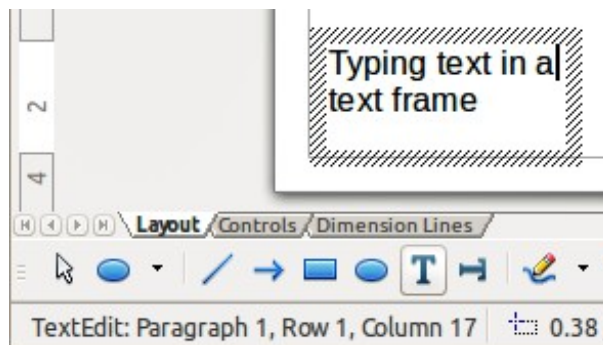 Typing text in a
text frame
2
4
Layout Controls Dimension Lines
T
TextEdit: Paragraph 1, Row 1, Column 17 0.38